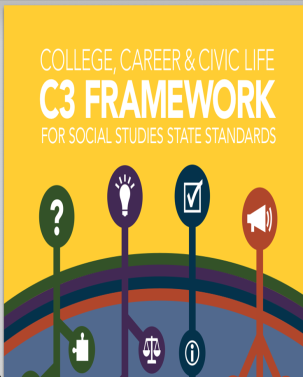 COLLEGE, CAREER & CIVIC LIFE
C3 FRAMEWORK
FOR SOCIAL STUDIES STATE STANDARDS
?
i